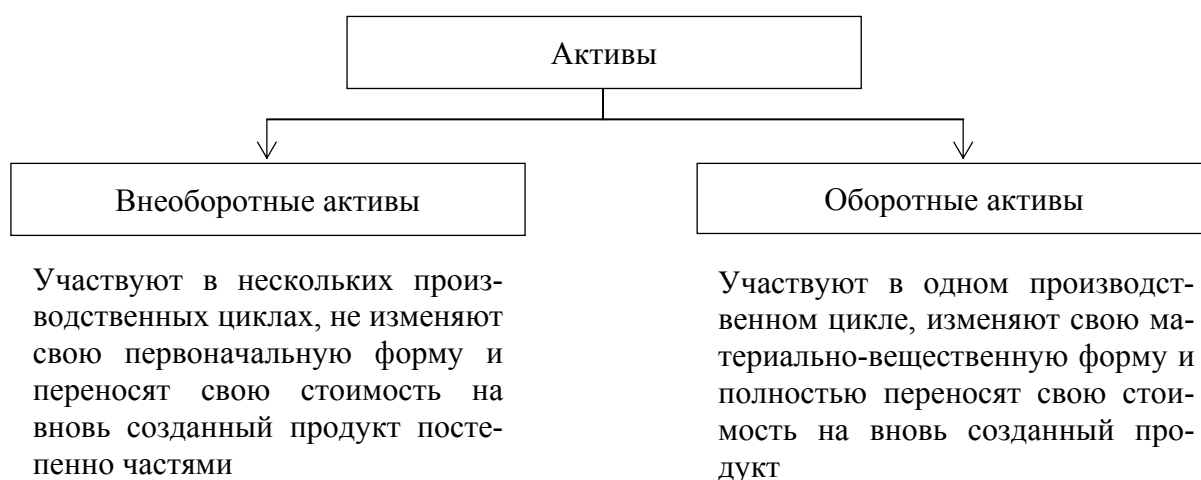 Активы
Внеоборотные активы
Оборотные активы
Участвуют в нескольких произ-
водственных циклах, не изменяют
свою первоначальную форму и
переносят свою стоимость на
вновь созданный продукт посте-
пенно частями
Участвуют в одном производст-
венном цикле, изменяют свою ма-
териально-вещественную форму и
полностью переносят свою стои-
мость на вновь созданный про-
дукт